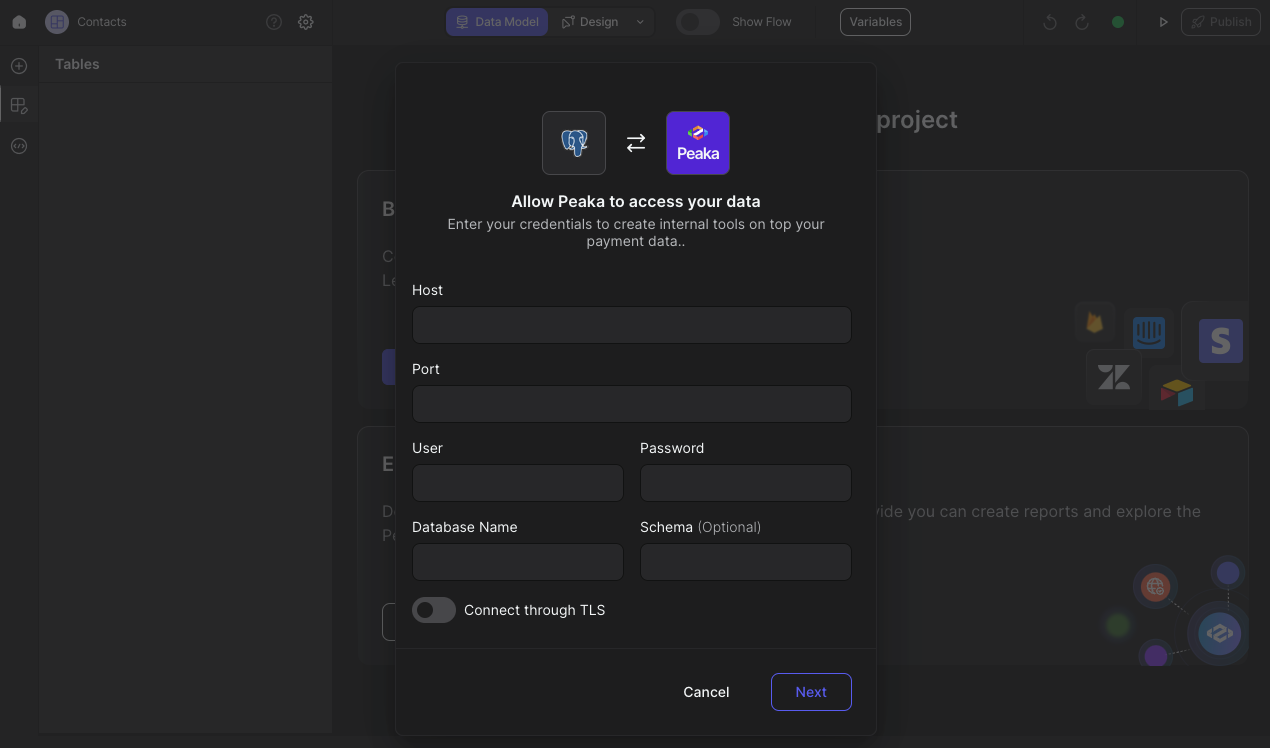 Contacts
Data Model
Design
Show Flow
Variables
Publish
Tables
project
Peaka
Allow Peaka to access your data
Enter your credentials to create internal tools on top your
payment data..
Host
Port
User
Password
Database Name
Schema (Optional)
vide you can create reports and explore the
Connect through TLS
Cancel
Next